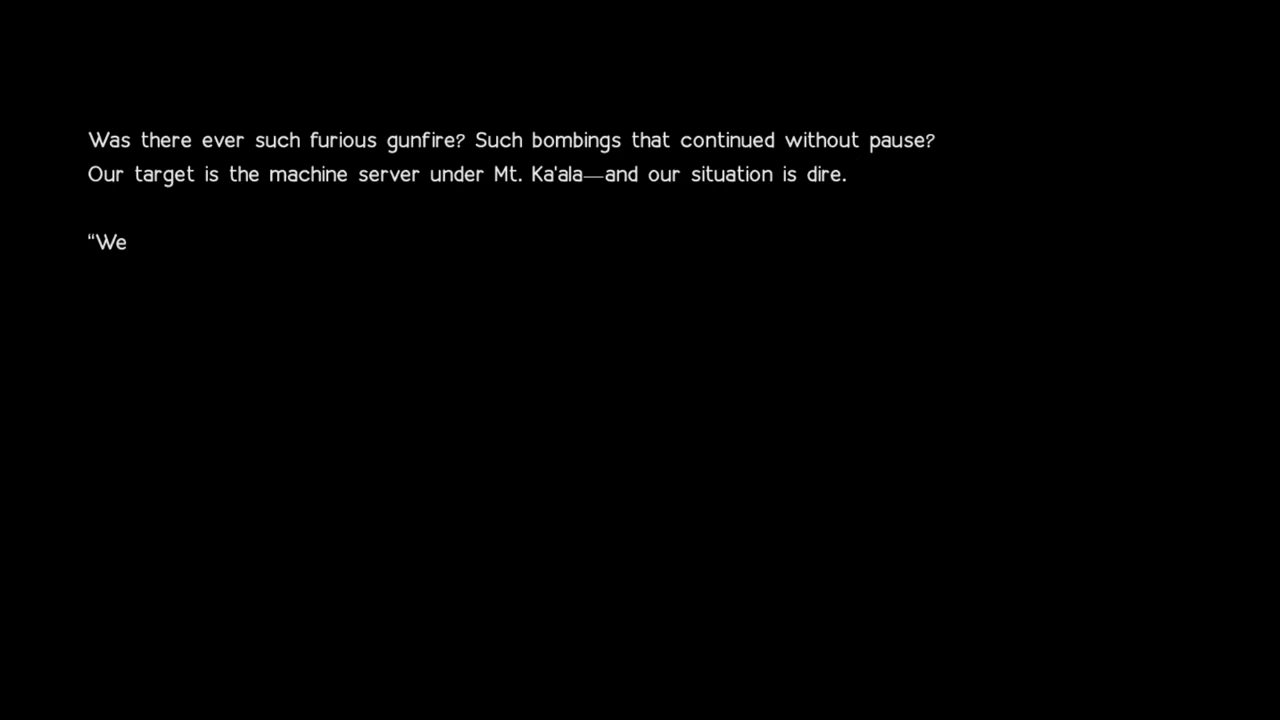 Was there ever such furious gunfire? Such bombings that continued without pause?
Our target is the machine server under Mt. Ka'ala—and our situation is dire.
“We